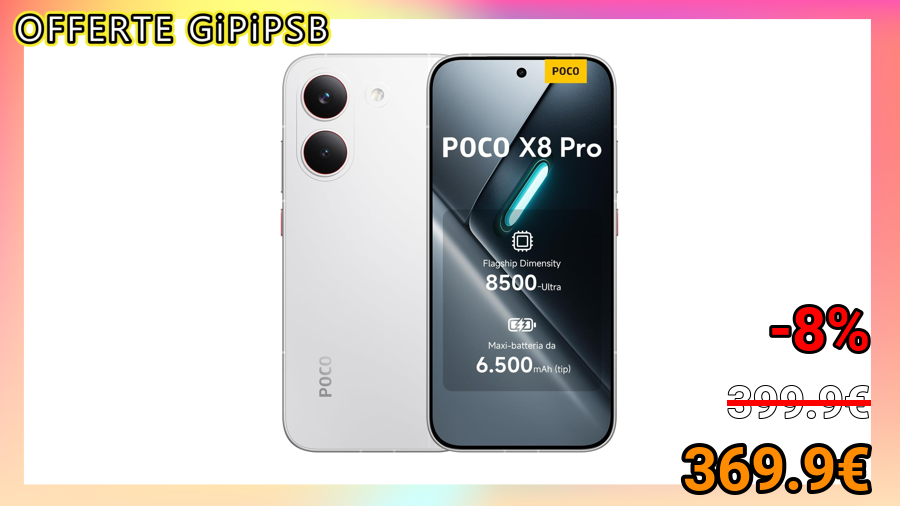 OFFERTE GiPiPSB
POCO
POCO X8 Pro
Flagship Dimensity
8500-Ultra
Maxi-batteria da
6.500mAh (tip)
POCO
-8%
399.9€
369.9€